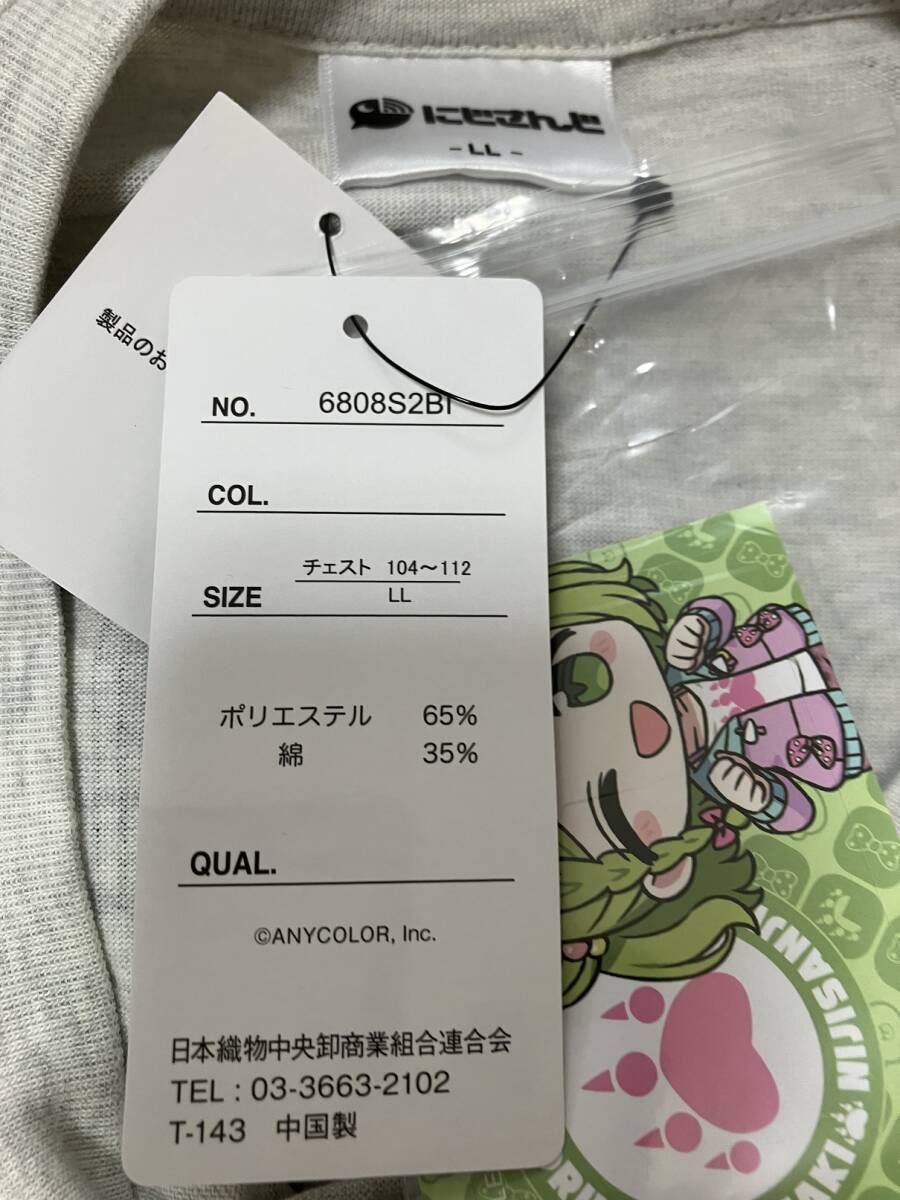 にじさんじ
- LL -
製品のお
NO. 6808S2BI
COL.
SIZE チェスト 104～112
LL
ポリエステル 65%
綿 35%
QUAL.
©ANYCOLOR, Inc.
日本織物中央卸商業組合連合会
TEL : 03-3663-2102
T-143 中国製
NIJISANJI